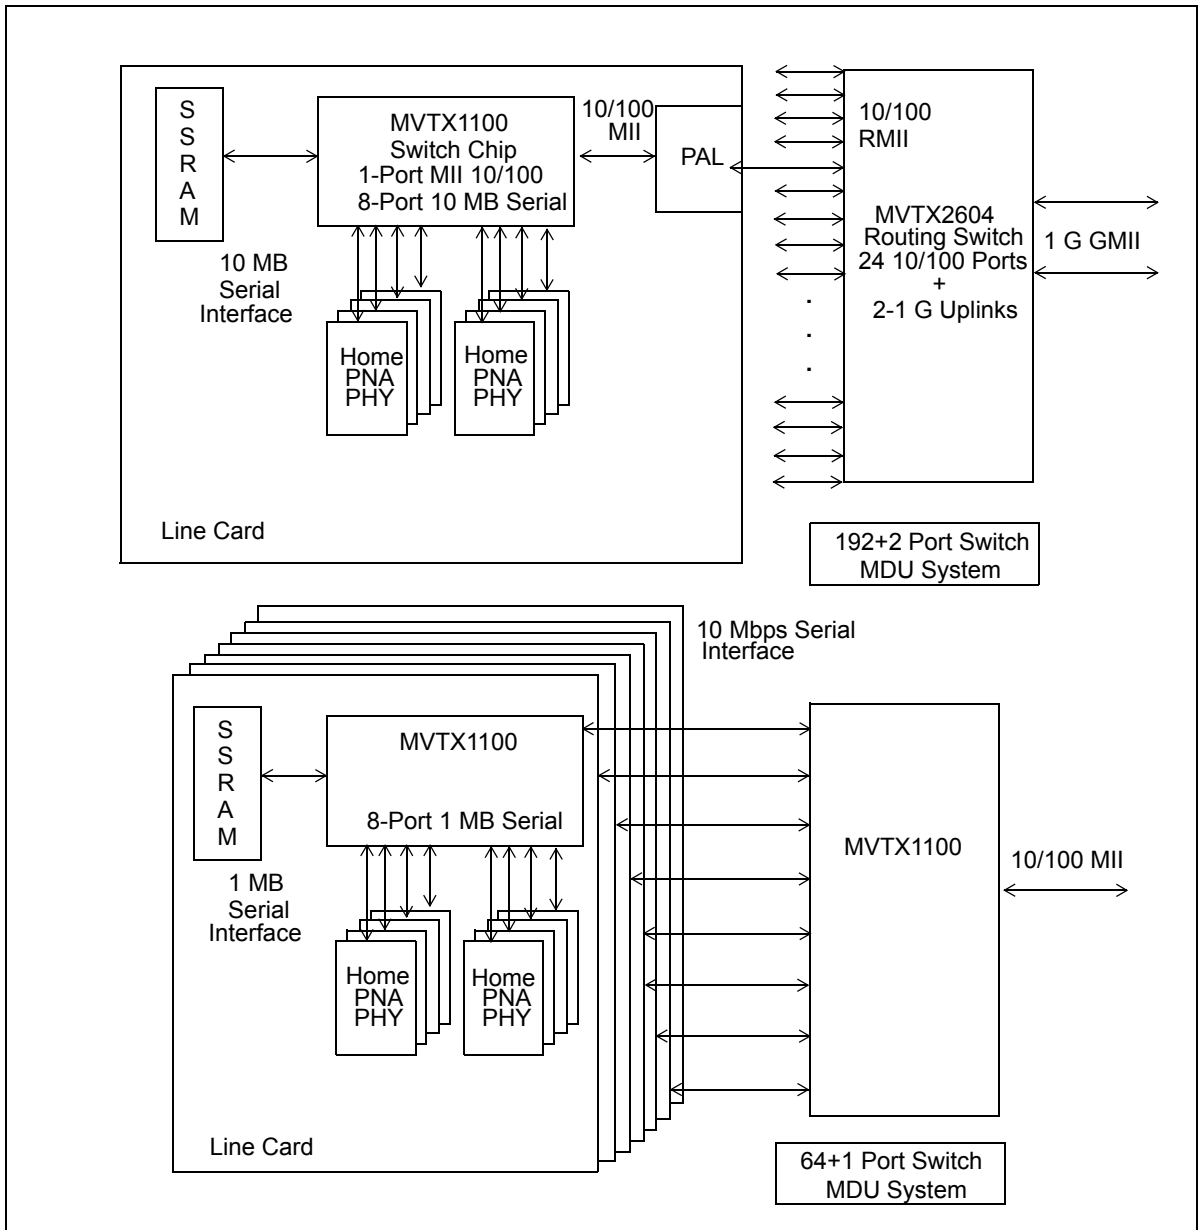 S
S
R
A
M
MVTX1100
Switch Chip
1-Port MII 10/100
8-Port 10 MB Serial
10/100
MII
PAL
10/100
RMII
MVTX2604
Routing Switch
24 10/100 Ports
+
2-1 G Uplinks
1 G GMII
10 MB
Serial
Interface
Home
PNA
PHY
Home
PNA
PHY
.
.
.
Line Card
192+2 Port Switch
MDU System
10 Mbps Serial
Interface
S
S
R
A
M
MVTX1100
8-Port 1 MB Serial
MVTX1100
10/100 MII
1 MB
Serial
Interface
Home
PNA
PHY
Home
PNA
PHY
Line Card
64+1 Port Switch
MDU System